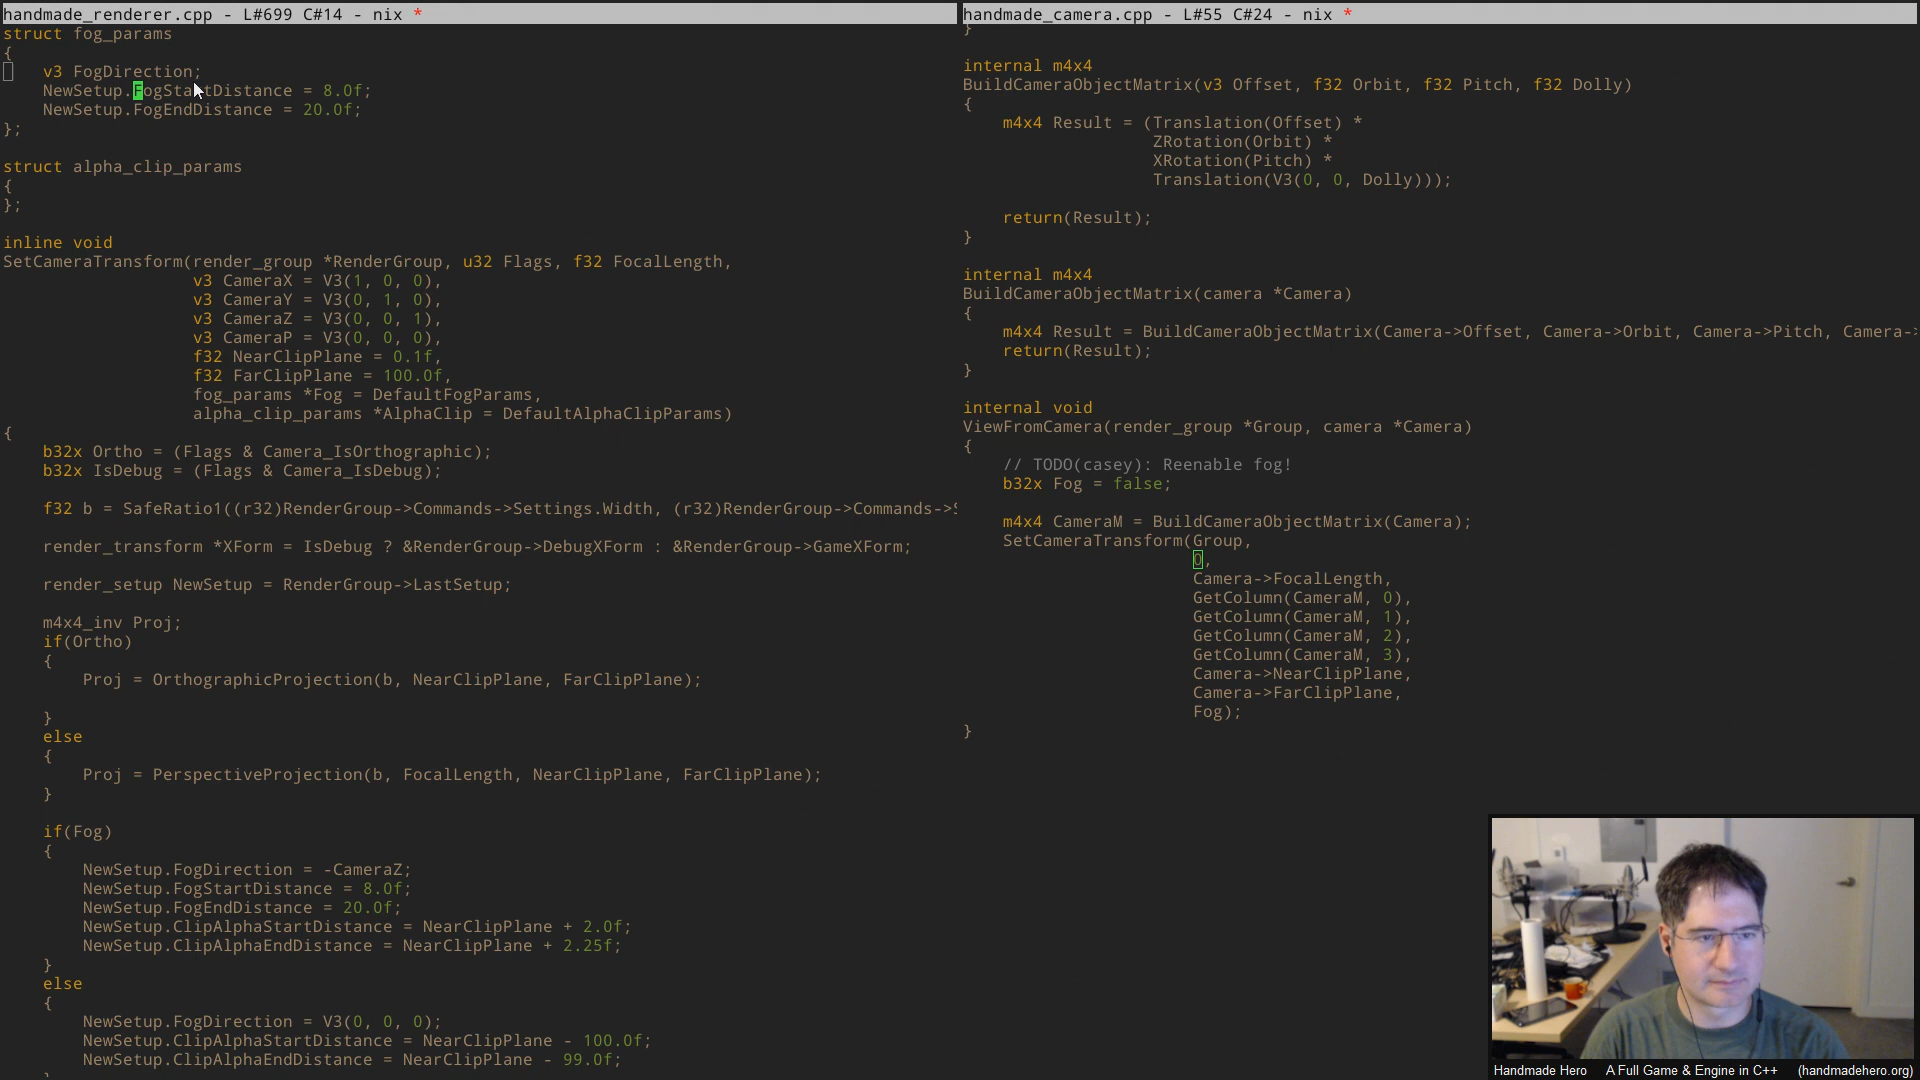 handmade_renderer.cpp - L#699 C#14 - nix *
struct fog_params
{
    v3 FogDirection;
    NewSetup.FogStartDistance = 8.0f;
    NewSetup.FogEndDistance = 20.0f;
};

struct alpha_clip_params
{
};

inline void
SetCameraTransform(render_group *RenderGroup, u32 Flags, f32 FocalLength,
                   v3 CameraX = V3(1, 0, 0),
                   v3 CameraY = V3(0, 1, 0),
                   v3 CameraZ = V3(0, 0, 1),
                   v3 CameraP = V3(0, 0, 0),
                   f32 NearClipPlane = 0.1f,
                   f32 FarClipPlane = 100.0f,
                   fog_params *Fog = DefaultFogParams,
                   alpha_clip_params *AlphaClip = DefaultAlphaClipParams)
{
    b32x Ortho = (Flags & Camera_IsOrthographic);
    b32x IsDebug = (Flags & Camera_IsDebug);

    f32 b = SafeRatio1((r32)RenderGroup->Commands->Settings.Width, (r32)RenderGroup->Commands->S

    render_transform *XForm = IsDebug ? &RenderGroup->DebugXForm : &RenderGroup->GameXForm;

    render_setup NewSetup = RenderGroup->LastSetup;

    m4x4_inv Proj;
    if(Ortho)
    {
        Proj = OrthographicProjection(b, NearClipPlane, FarClipPlane);

    }
    else
    {
        Proj = PerspectiveProjection(b, FocalLength, NearClipPlane, FarClipPlane);
    }

    if(Fog)
    {
        NewSetup.FogDirection = -CameraZ;
        NewSetup.FogStartDistance = 8.0f;
        NewSetup.FogEndDistance = 20.0f;
        NewSetup.ClipAlphaStartDistance = NearClipPlane + 2.0f;
        NewSetup.ClipAlphaEndDistance = NearClipPlane + 2.25f;
    }
    else
    {
        NewSetup.FogDirection = V3(0, 0, 0);
        NewSetup.ClipAlphaStartDistance = NearClipPlane - 100.0f;
        NewSetup.ClipAlphaEndDistance = NearClipPlane - 99.0f;
handmade_camera.cpp - L#55 C#24 - nix *
}

internal m4x4
BuildCameraObjectMatrix(v3 Offset, f32 Orbit, f32 Pitch, f32 Dolly)
{
    m4x4 Result = (Translation(Offset) *
                   ZRotation(Orbit) *
                   XRotation(Pitch) *
                   Translation(V3(0, 0, Dolly)));

    return(Result);
}

internal m4x4
BuildCameraObjectMatrix(camera *Camera)
{
    m4x4 Result = BuildCameraObjectMatrix(Camera->Offset, Camera->Orbit, Camera->Pitch, Camera->
    return(Result);
}

internal void
ViewFromCamera(render_group *Group, camera *Camera)
{
    // TODO(casey): Reenable fog!
    b32x Fog = false;

    m4x4 CameraM = BuildCameraObjectMatrix(Camera);
    SetCameraTransform(Group,
                       0,
                       Camera->FocalLength,
                       GetColumn(CameraM, 0),
                       GetColumn(CameraM, 1),
                       GetColumn(CameraM, 2),
                       GetColumn(CameraM, 3),
                       Camera->NearClipPlane,
                       Camera->FarClipPlane,
                       Fog);
}
Handmade Hero A Full Game & Engine in C++ (handmadehero.org)